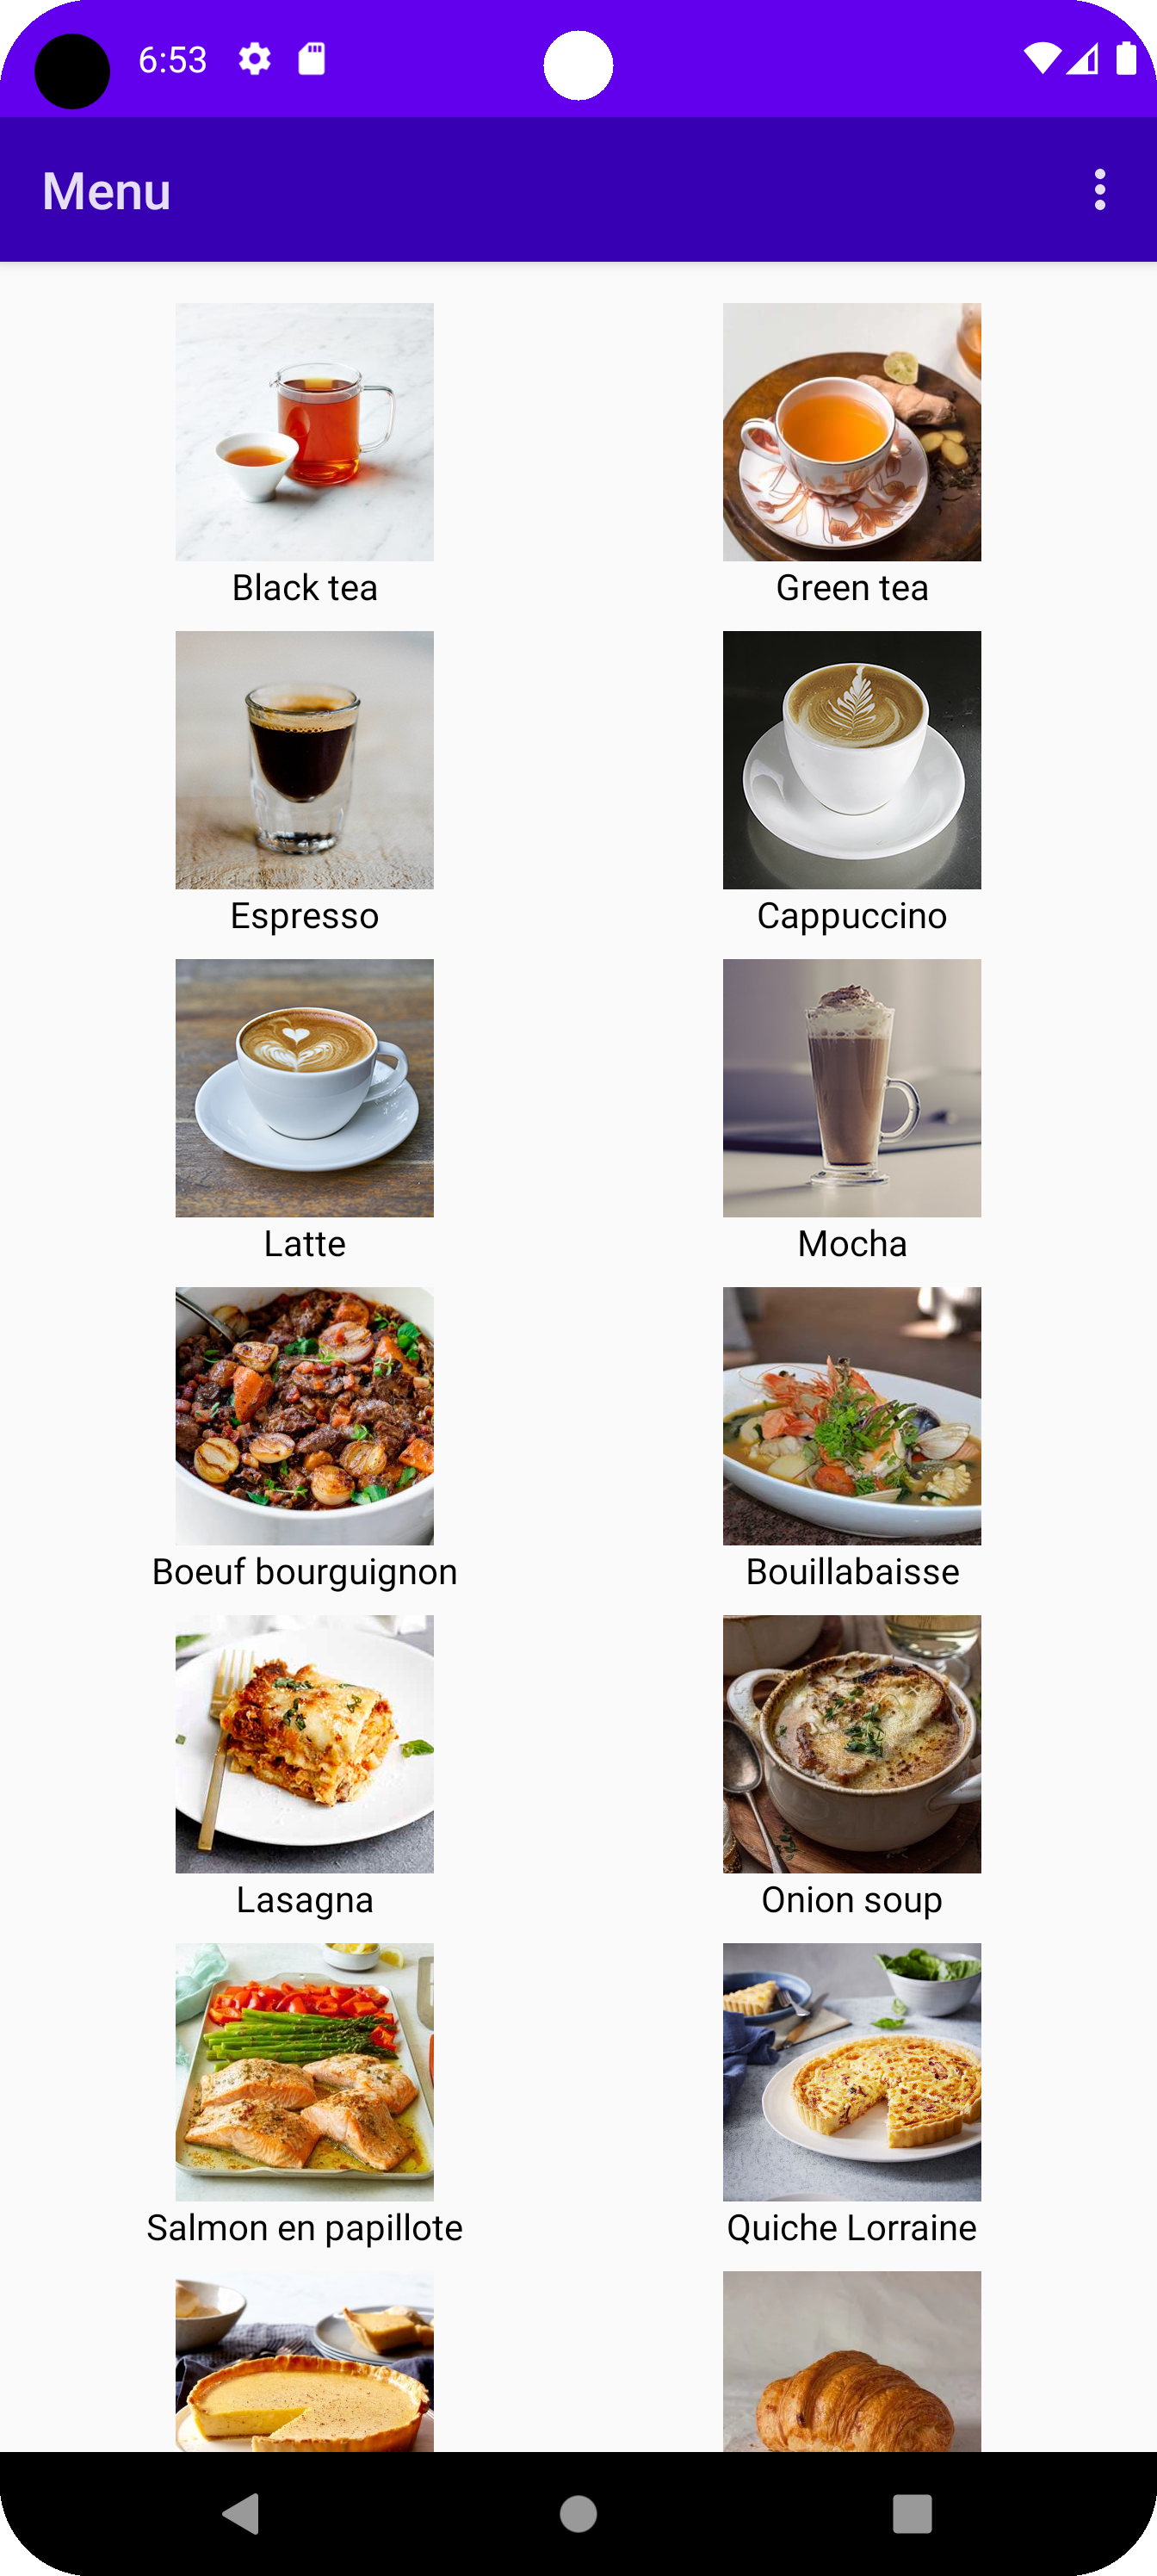 6:53
Menu
Black tea
Green tea
Espresso
Cappuccino
Latte
Mocha
Boeuf bourguignon
Bouillabaisse
Lasagna
Onion soup
Salmon en papillote
Quiche Lorraine